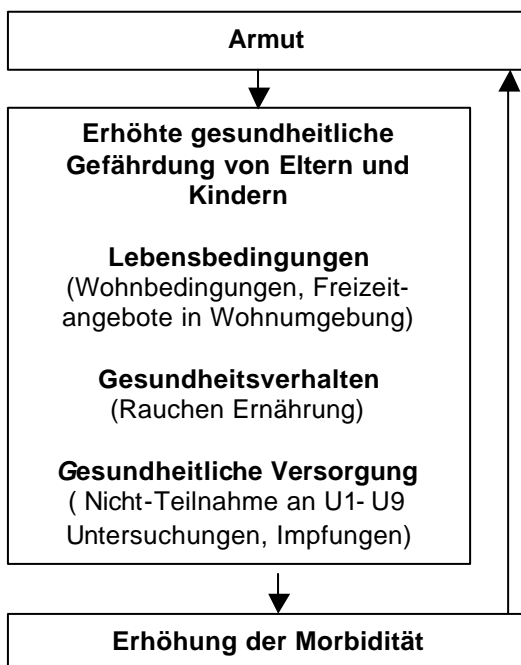 Armut
Erhöhte gesundheitliche
Gefährdung von Eltern und
Kindern
Lebensbedingungen
(Wohnbedingungen, Freizeit-
angebote in Wohnumgebung)
Gesundheitsverhalten
(Rauchen Ernährung)
Gesundheitliche Versorgung
( Nicht-Teilnahme an U1- U9
Untersuchungen, Impfungen)
Erhöhung der Morbidität